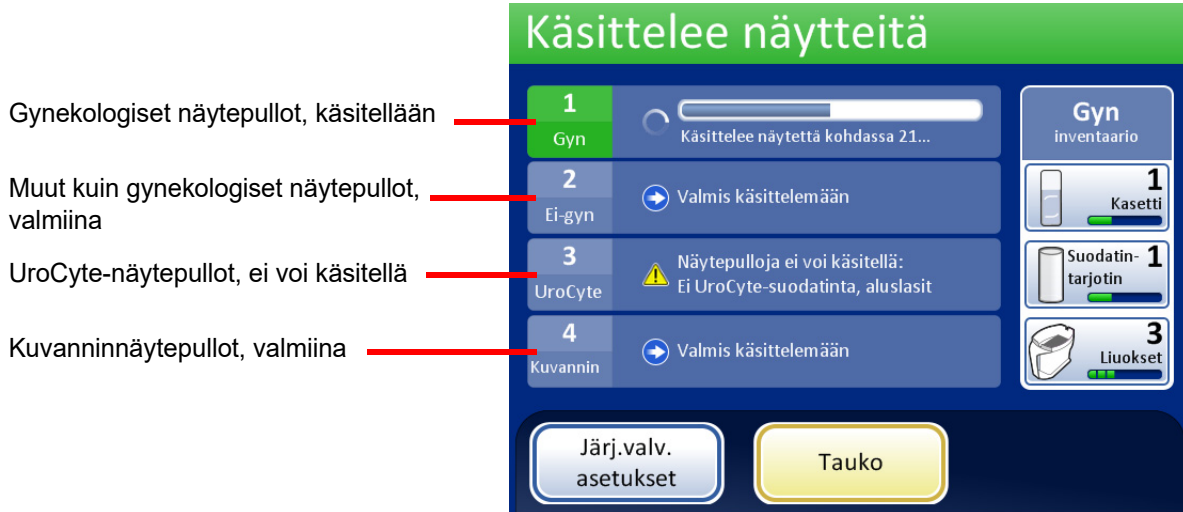 Käsittelee näytteitä
Gynekologiset näytepullot, käsitellään
1
Gyn
Käsittelee näytettä kohdassa 21...
Muut kuin gynekologiset näytepullot,
valmiina
2
Ei-gyn
Valmis käsittelemään
UroCyte-näytepullot, ei voi käsitellä
3
UroCyte
Näytepulloja ei voi käsitellä:
Ei UroCyte-suodatinta, aluslasit
Kuvanninnäytepullot, valmiina
4
Kuvannin
Valmis käsittelemään
Gyn
inventaario
1
Kasetti
Suodatin- 1
tarjotin
3
Liuokset
Järj.valv.
asetukset
Tauko